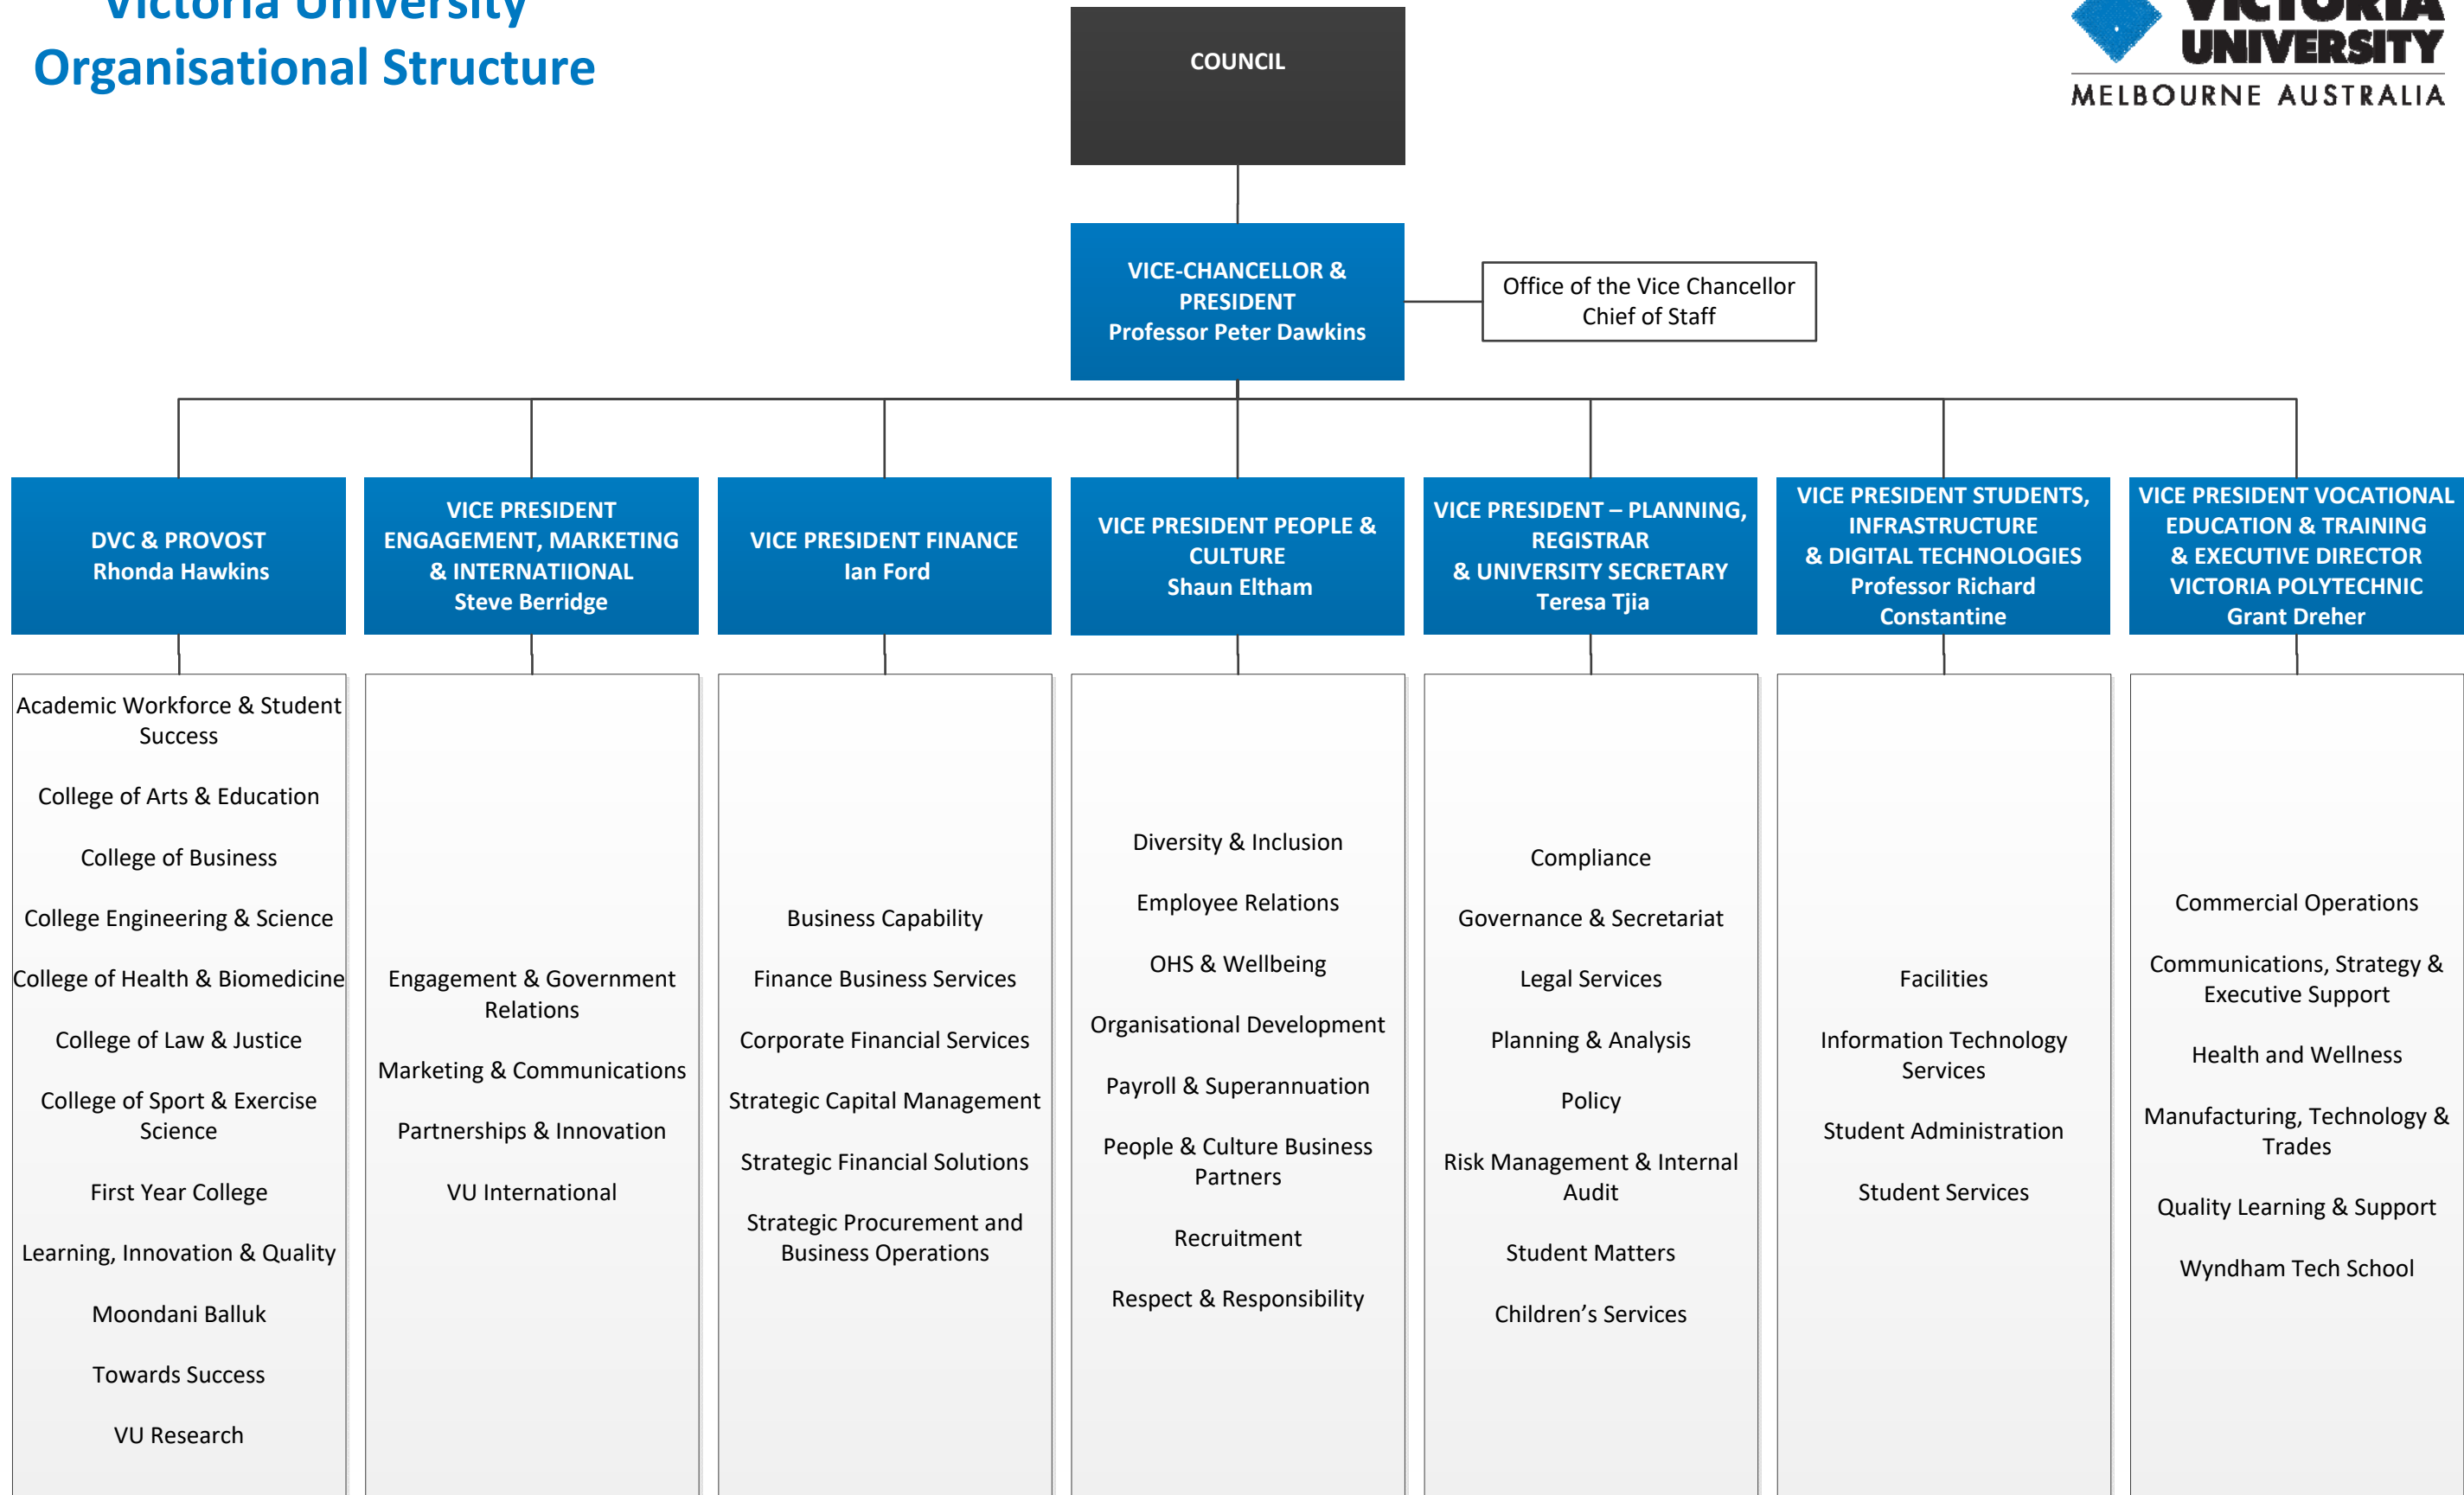 Victoria University
Organisational Structure
VICTORIA
UNIVERSITY
MELBOURNE AUSTRALIA
COUNCIL
VICE-CHANCELLOR &
PRESIDENT
Professor Peter Dawkins
Office of the Vice Chancellor
Chief of Staff
DVC & PROVOST
Rhonda Hawkins
VICE PRESIDENT
ENGAGEMENT, MARKETING
& INTERNATIIONAL
Steve Berridge
VICE PRESIDENT FINANCE
Ian Ford
VICE PRESIDENT PEOPLE &
CULTURE
Shaun Eltham
VICE PRESIDENT – PLANNING,
REGISTRAR
& UNIVERSITY SECRETARY
Teresa Tjia
VICE PRESIDENT STUDENTS,
INFRASTRUCTURE
& DIGITAL TECHNOLOGIES
Professor Richard
Constantine
VICE PRESIDENT VOCATIONAL
EDUCATION & TRAINING
& EXECUTIVE DIRECTOR
VICTORIA POLYTECHNIC
Grant Dreher
Academic Workforce & Student
Success
College of Arts & Education
College of Business
College Engineering & Science
College of Health & Biomedicine
College of Law & Justice
College of Sport & Exercise
Science
First Year College
Learning, Innovation & Quality
Moondani Balluk
Towards Success
VU Research
Engagement & Government
Relations
Marketing & Communications
Partnerships & Innovation
VU International
Business Capability
Finance Business Services
Corporate Financial Services
Strategic Capital Management
Strategic Financial Solutions
Strategic Procurement and
Business Operations
Diversity & Inclusion
Employee Relations
OHS & Wellbeing
Organisational Development
Payroll & Superannuation
People & Culture Business
Partners
Recruitment
Respect & Responsibility
Compliance
Governance & Secretariat
Legal Services
Planning & Analysis
Policy
Risk Management & Internal
Audit
Student Matters
Children’s Services
Facilities
Information Technology
Services
Student Administration
Student Services
Commercial Operations
Communications, Strategy &
Executive Support
Health and Wellness
Manufacturing, Technology &
Trades
Quality Learning & Support
Wyndham Tech School